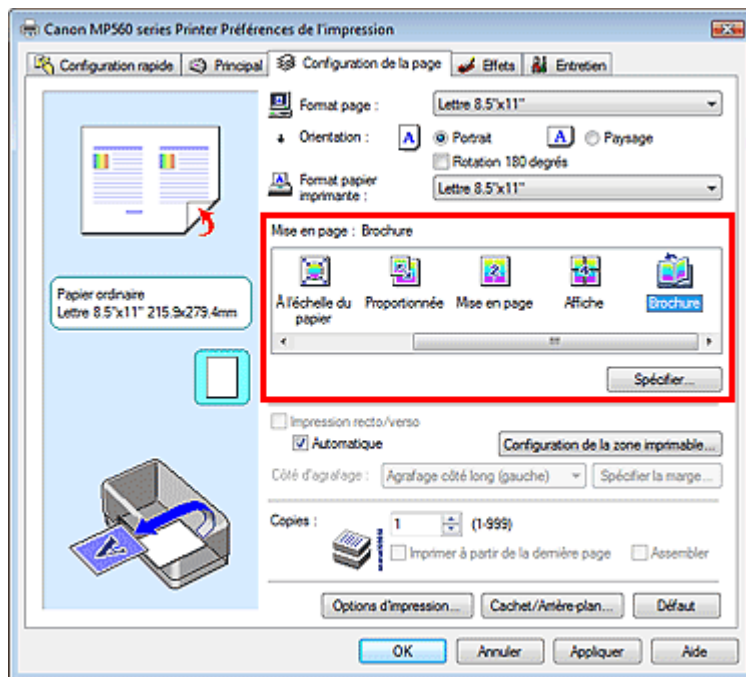 Canon MP560 series Printer Préférences de l'impression
Configuration rapide Principal Configuration de la page Effets Entretien
Format page : Lettre 8.5"x11"
Orientation : A Portrait A Paysage
Rotation 180 degrés
Format papier imprimante : Lettre 8.5"x11"
Mise en page : Brochure
À l'échelle du papier Proportionnée Mise en page Affiche Brochure
Spécifier...
Papier ordinaire
Lettre 8.5"x11" 215.9x279.4mm
Impression recto/verso
Automatique Configuration de la zone imprimable...
Côté d'agrafage : Agrafage côté long (gauche) Spécifier la marge...
Copies : 1 (1-999)
Imprimer à partir de la dernière page Assembler
Options d'impression... Cachet/Arrière-plan... Défaut
OK Annuler Appliquer Aide